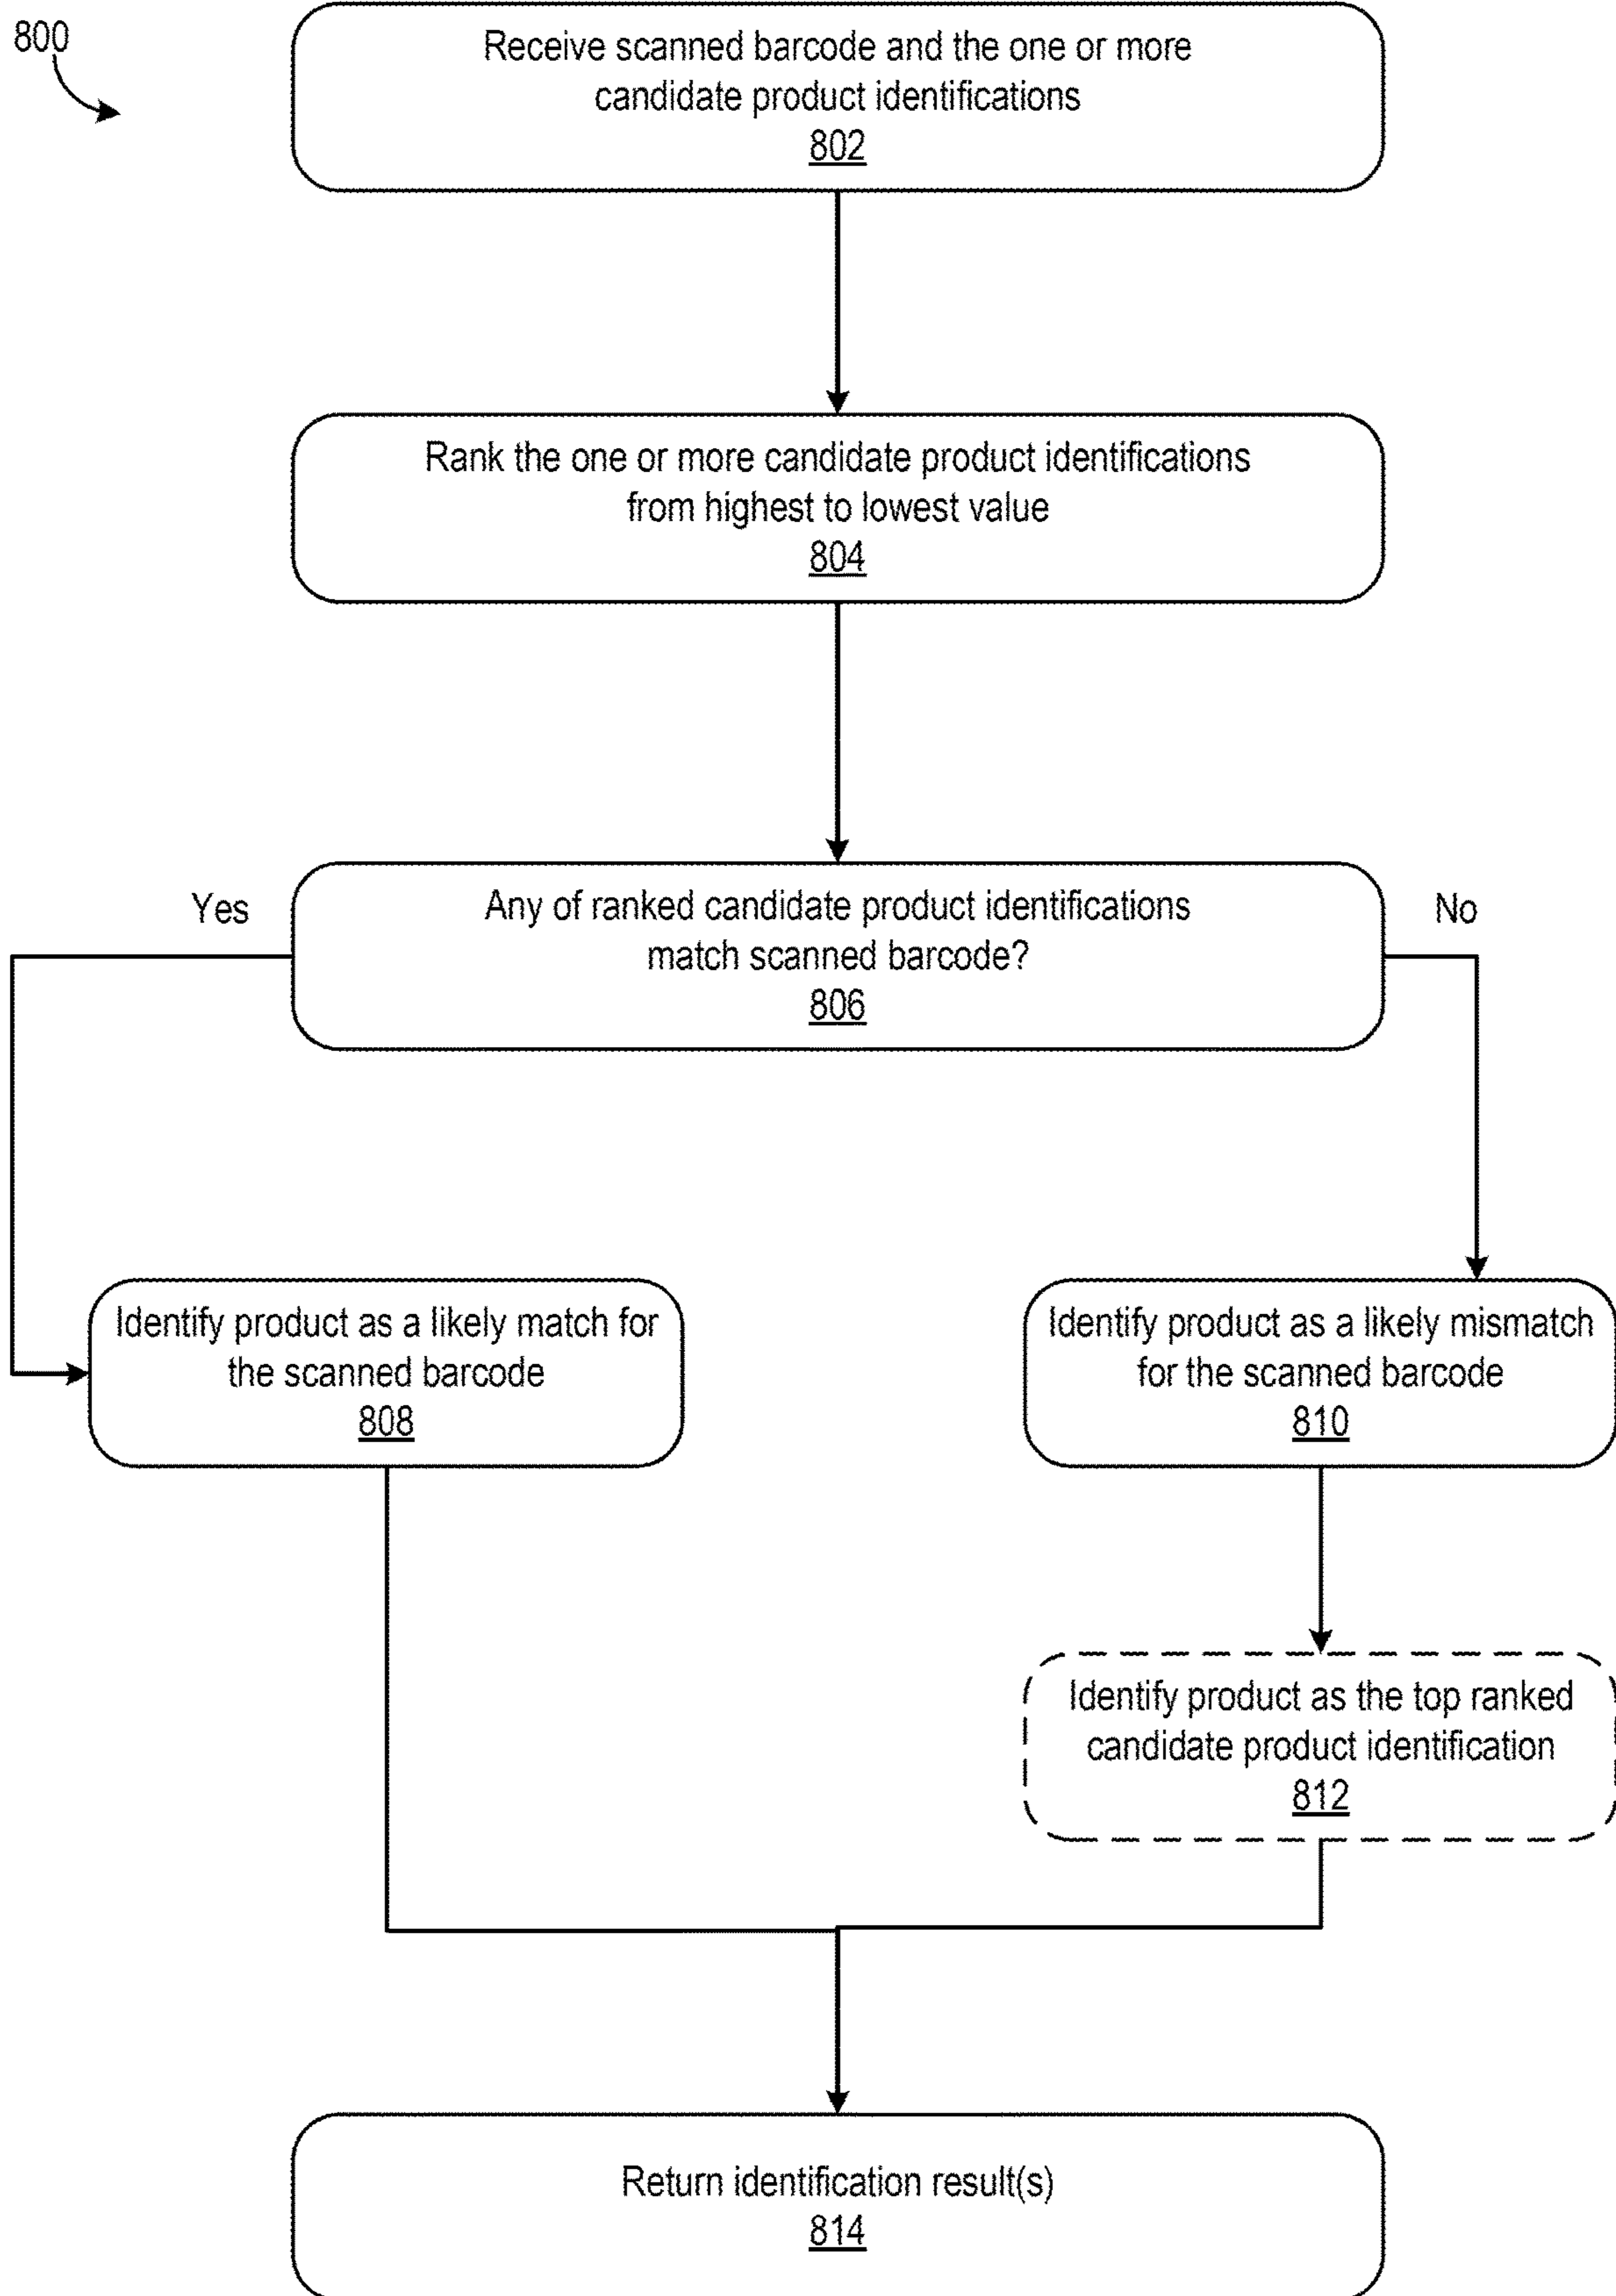 800
Receive scanned barcode and the one or more
candidate product identifications
802
Rank the one or more candidate product identifications
from highest to lowest value
804
Yes
Any of ranked candidate product identifications
match scanned barcode?
806
No
Identify product as a likely match for
the scanned barcode
808
Identify product as a likely mismatch
for the scanned barcode
810
Identify product as the top ranked
candidate product identification
812
Return identification result(s)
814